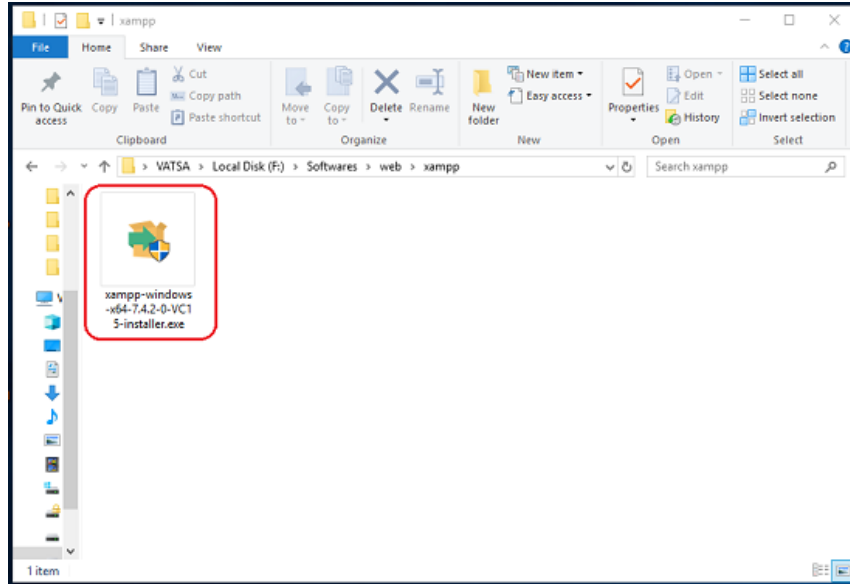 xampp
File Home Share View
Pin to Quick access
Copy
Paste
Cut
Copy path
Paste shortcut
Clipboard
Move to
Copy to
Delete
Rename
Organize
New folder
New item
Easy access
New
Properties
Open
Edit
History
Open
Select all
Select none
Invert selection
Select
VATSA > Local Disk (F:) > Softwares > web > xampp
Search xampp
xampp-windows
-x64-7.4.2-0-VC1
5-installer.exe
1 item